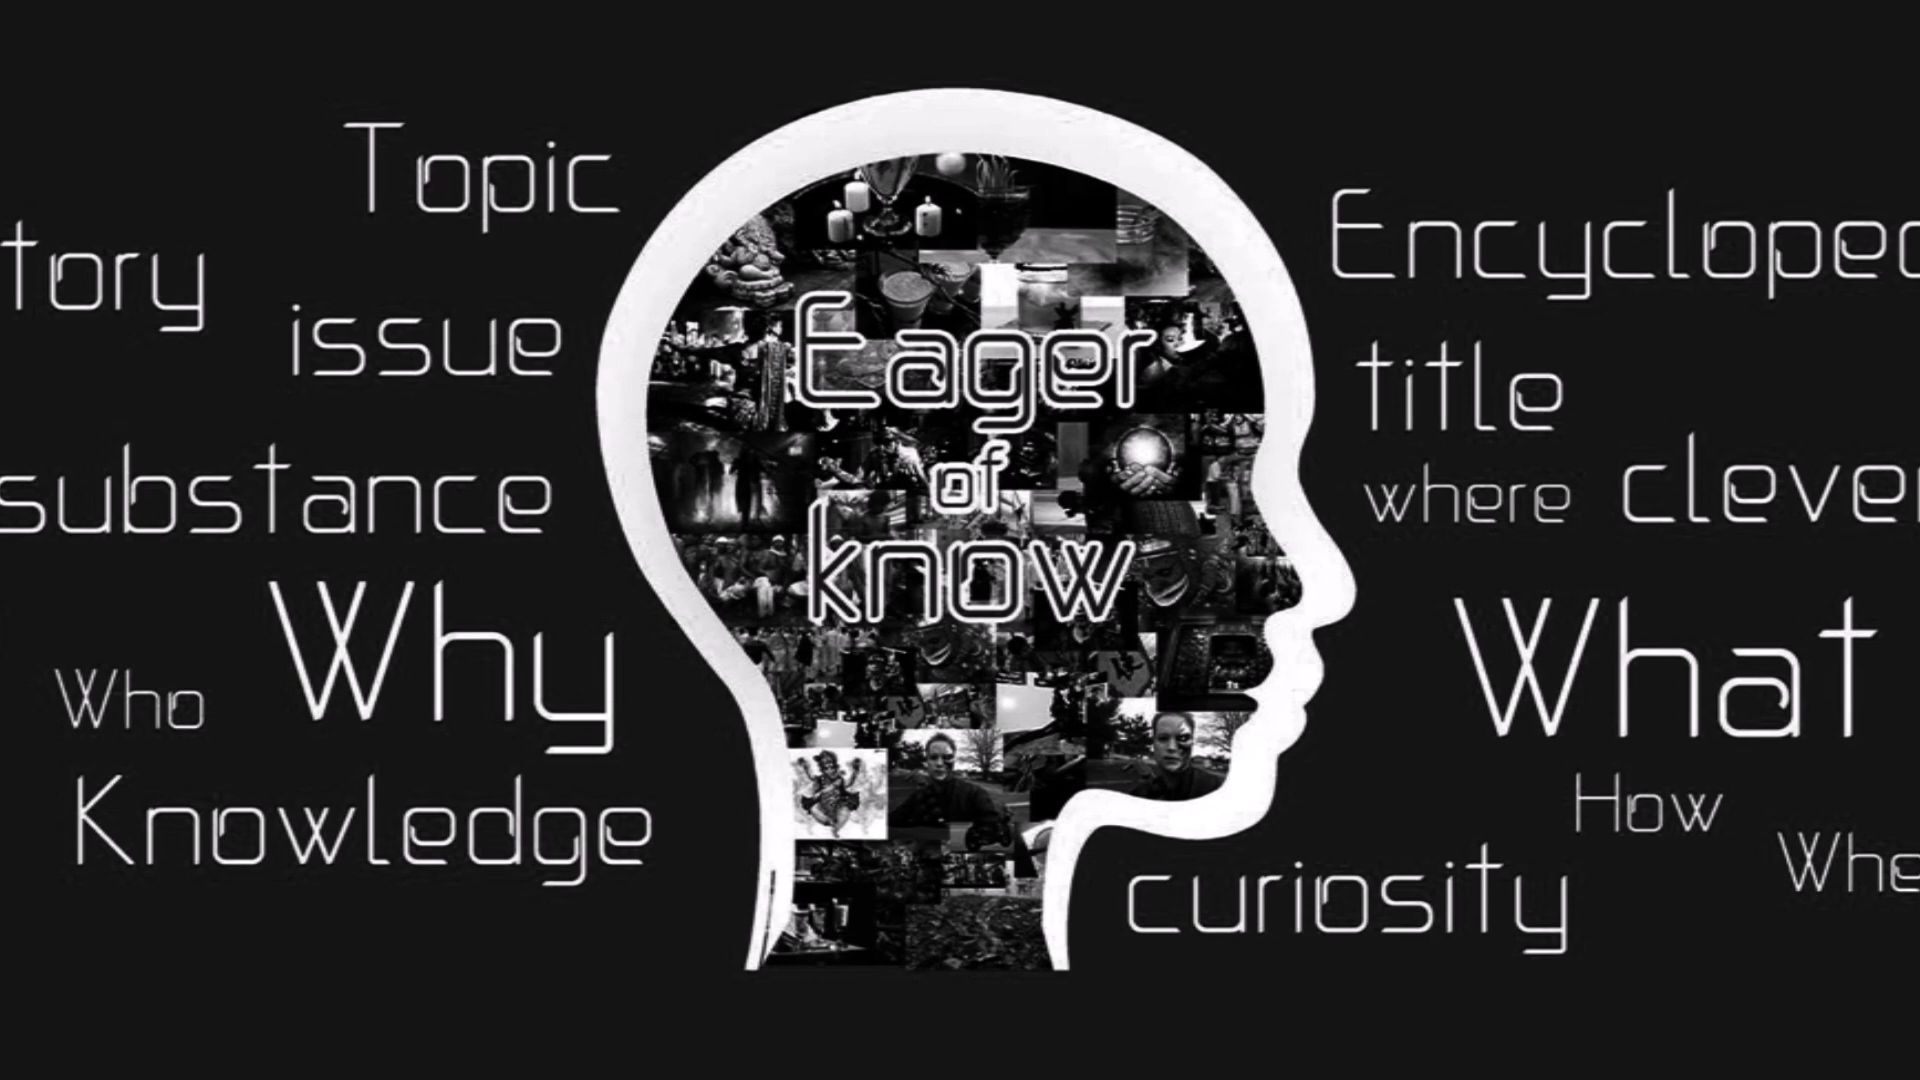 Topic
tory
issue
substance
Why
Who
Knowledge
Eager
of
know
Encycloped
title
where
clever
What
How
Whe
curiosity